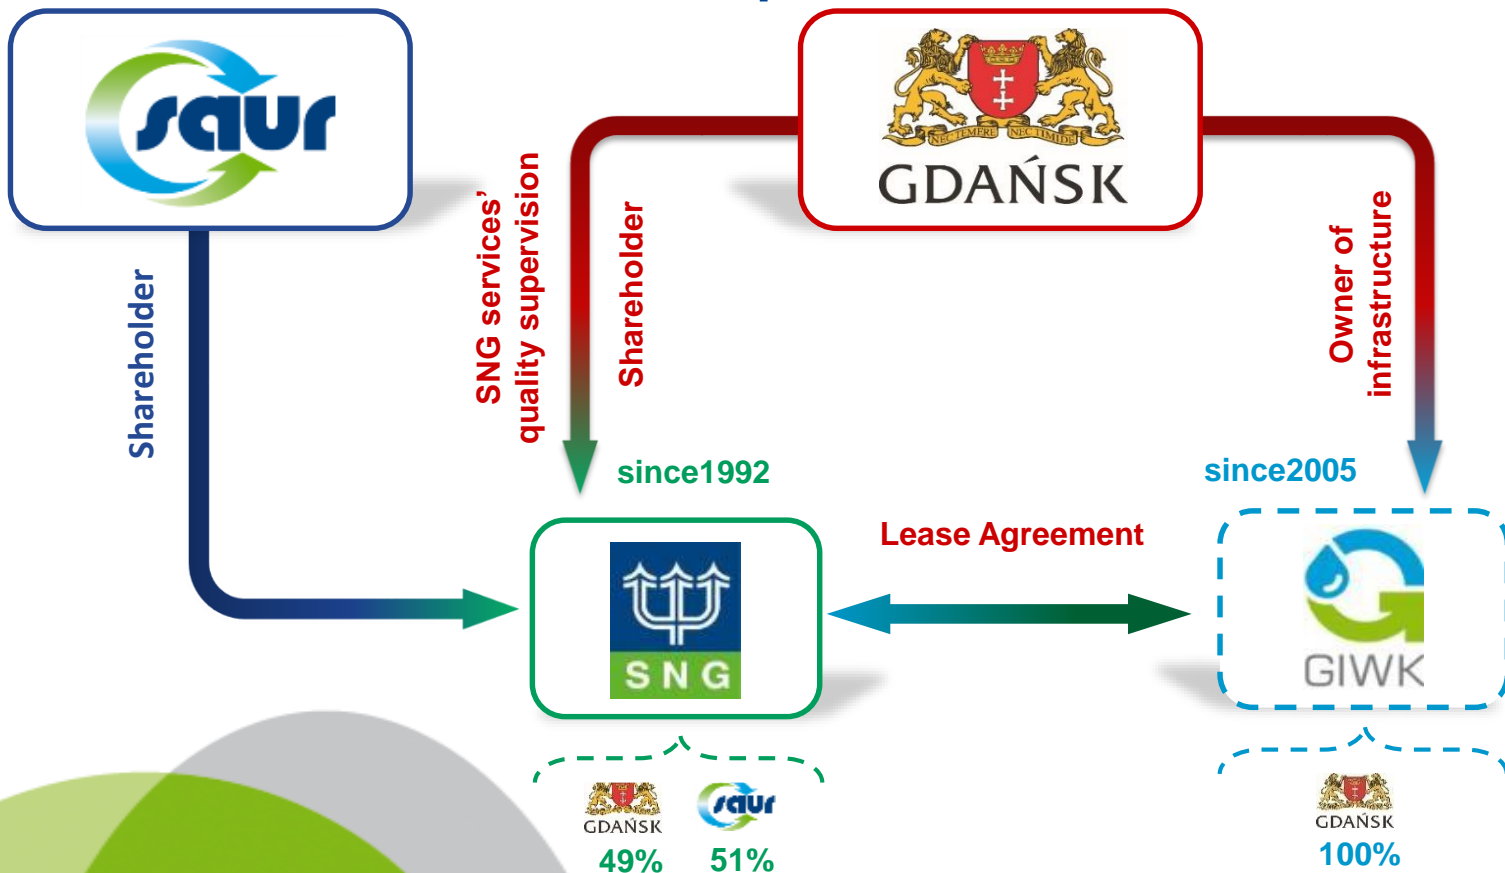 saur
NEC TEMERE NEC TIMIDE
GDAŃSK
Shareholder
SNG services’
quality supervision
Shareholder
Owner of
infrastructure
since1992
since2005
Lease Agreement
SNG
GIWK
GDAŃSK
saur
GDAŃSK
49%
51%
100%